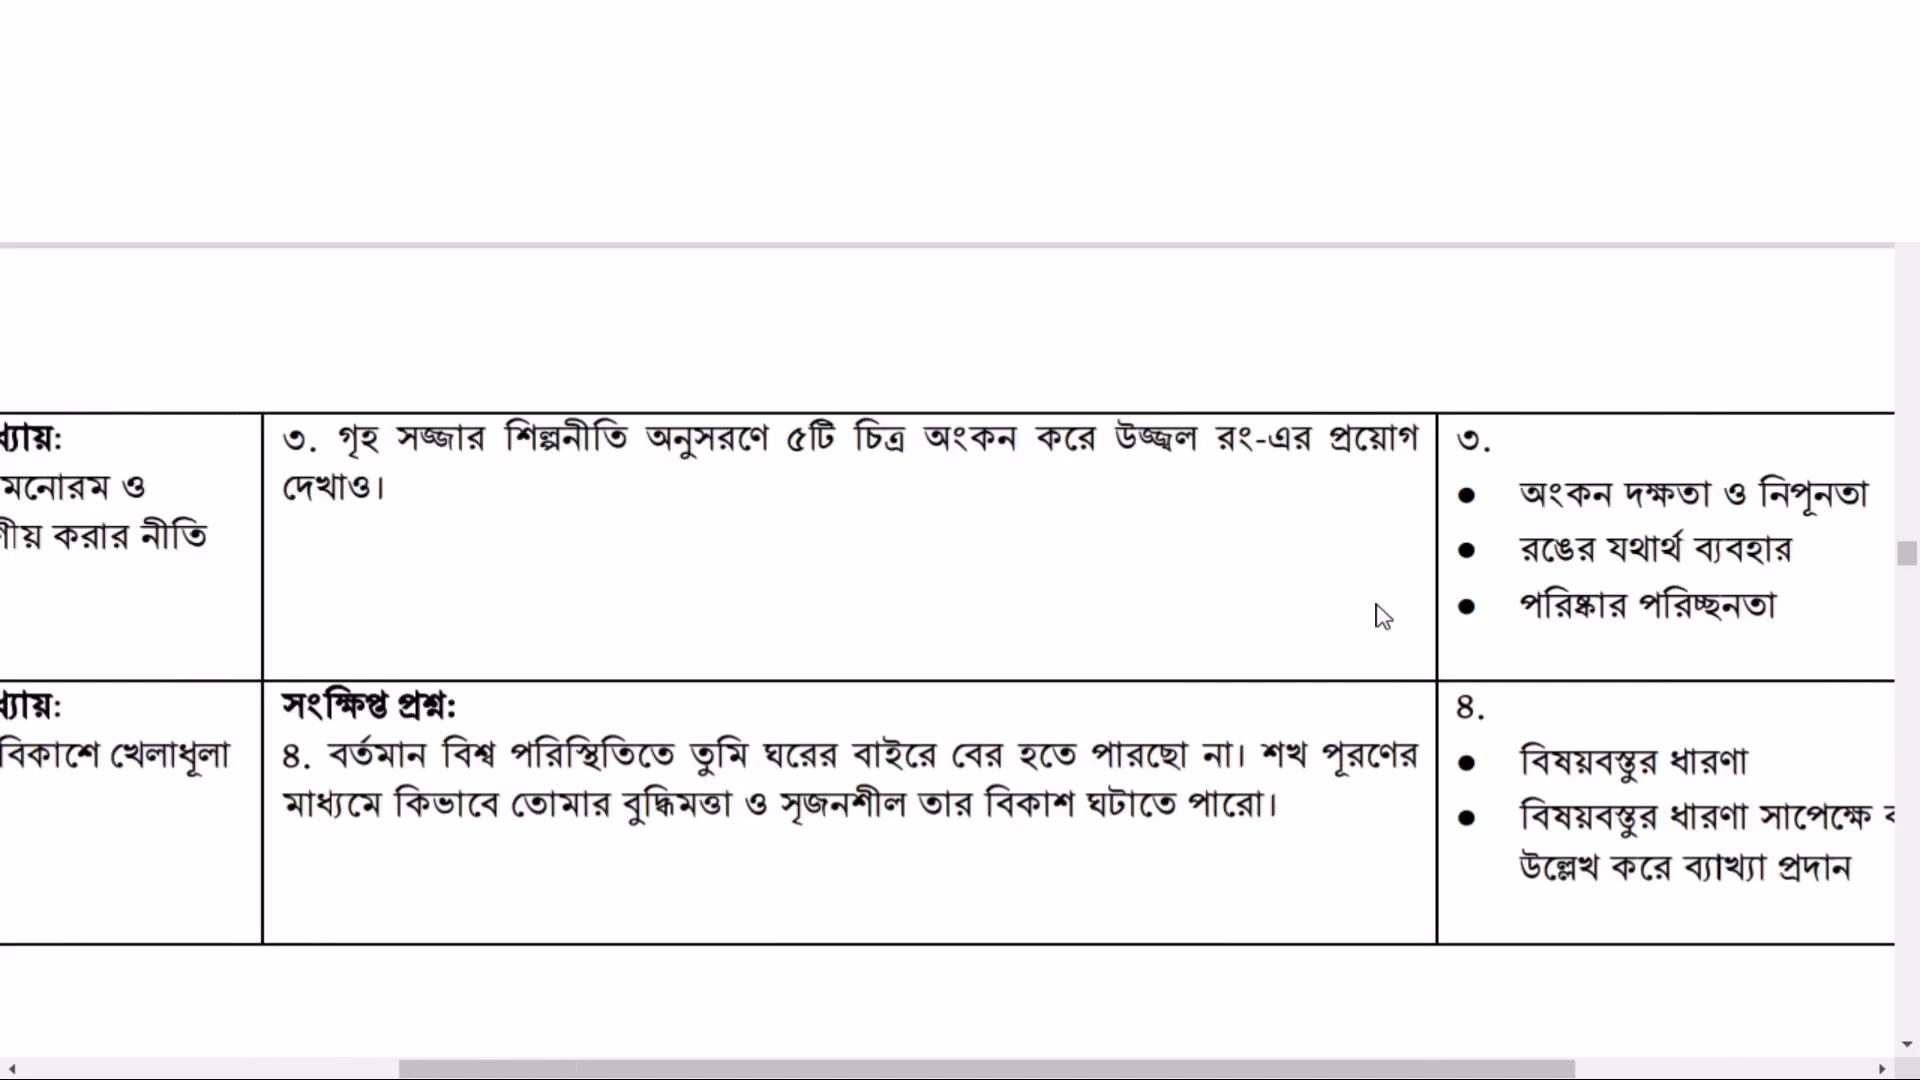 মনোরম ও
করার নীতি
৩. গৃহ সজ্জার শিল্পনীতি অনুসরণে ৫টি চিত্র অংকন করে উজ্জ্বল রং-এর প্রয়োগ
দেখাও।
৩.
● অংকন দক্ষতা ও নিপূনতা
● রঙের যথার্থ ব্যবহার
● পরিষ্কার পরিচ্ছনতা
বিকাশে খেলাধূলা
সংক্ষিপ্ত প্রশ্ন:
৪. বর্তমান বিশ্ব পরিস্থিতিতে তুমি ঘরের বাইরে বের হতে পারছো না। শখ পূরণের
মাধ্যমে কিভাবে তোমার বুদ্ধিমত্তা ও সৃজনশীল তার বিকাশ ঘটাতে পারো।
৪.
● বিষয়বস্তুর ধারণা
● বিষয়বস্তুর ধারণা সাপেক্ষে
উল্লেখ করে ব্যাখ্যা প্রদান